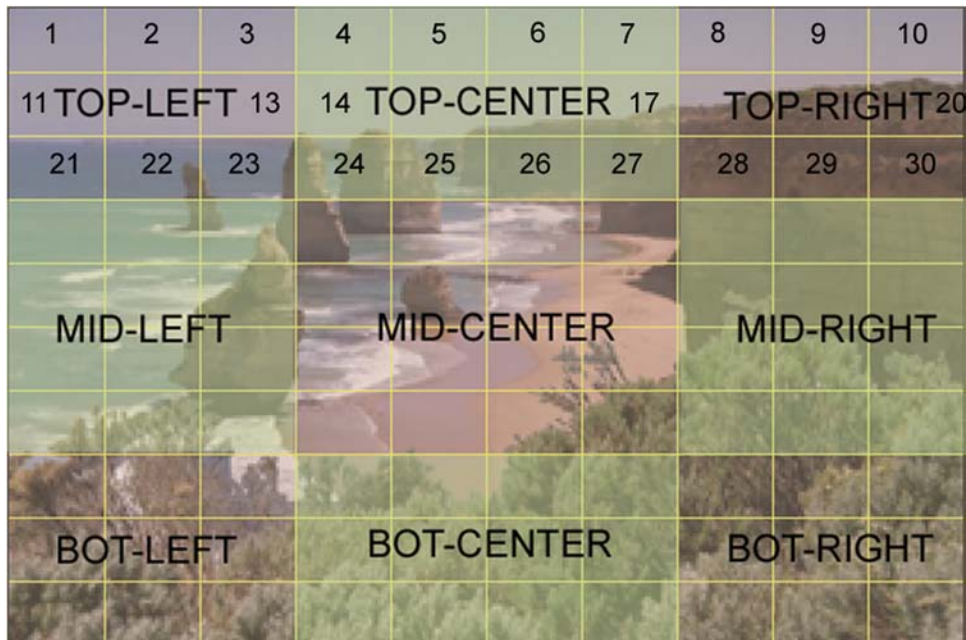 1 2 3 4 5 6 7 8 9 10
11 TOP-LEFT 13 14 TOP-CENTER 17 TOP-RIGHT 20
21 22 23 24 25 26 27 28 29 30
MID-LEFT MID-CENTER MID-RIGHT
BOT-LEFT BOT-CENTER BOT-RIGHT